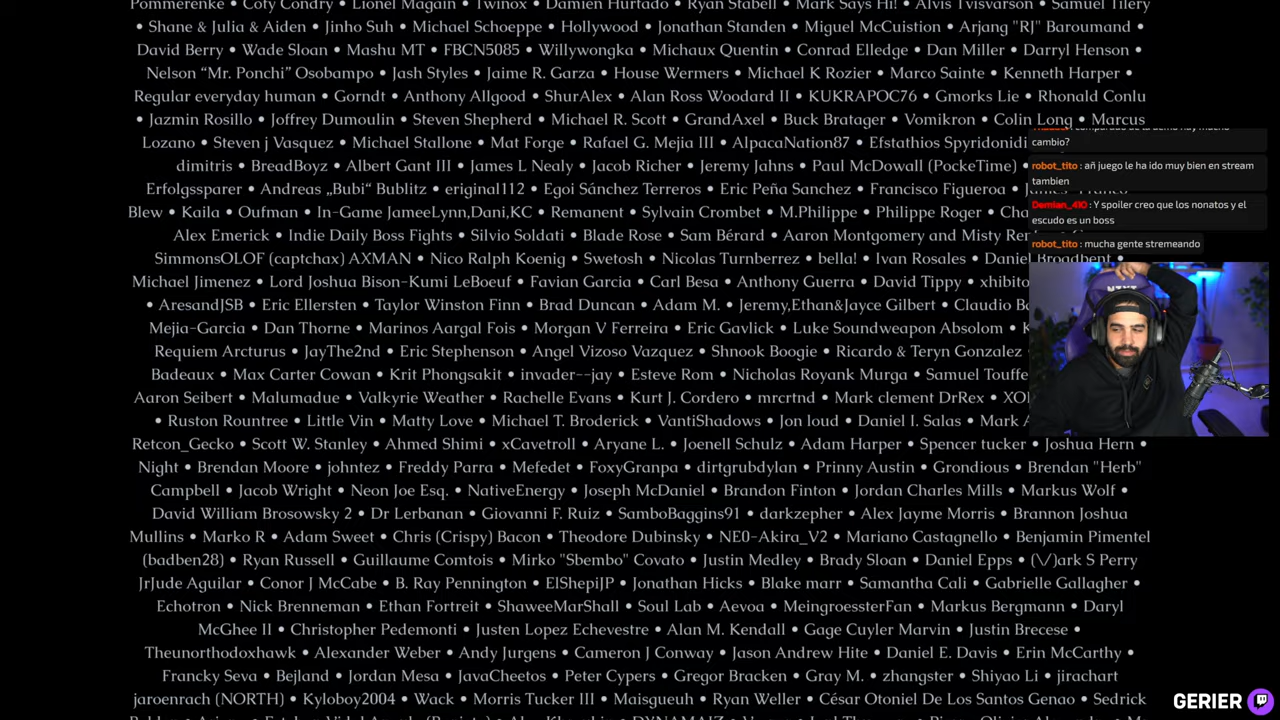 Pommerenke • Coty Condry • Lionel Magain • Twinox • Damien Hurtado • Ryan Stabell • Mark Says Hi! • Alvis Tvisvarson • Samuel Tilery
• Shane & Julia & Aiden • Jinho Suh • Michael Schoeppe • Hollywood • Jonathan Standen • Miguel McCuistion • Arjang "RJ" Baroumand •
David Berry • Wade Sloan • Mashu MT • FBCN5085 • Willywongka • Michaux Quentin • Conrad Elledge • Dan Miller • Darryl Henson •
Nelson “Mr. Ponchi” Osobampo • Jash Styles • Jaime R. Garza • House Wermers • Michael K Rozier • Marco Sainte • Kenneth Harper •
Regular everyday human • Gorndt • Anthony Allgood • ShurAlex • Alan Ross Woodard II • KUKRAPOC76 • Gmorks Lie • Rhonald Conlu
• Jazmin Rosillo • Joffrey Dumoulin • Steven Shepherd • Michael R. Scott • GrandAxel • Buck Bratager • Vomikron • Colin Long • Marcus
Lozano • Steven j Vasquez • Michael Stallone • Mat Forge • Rafael G. Mejia III • AlpacaNation87 • Efstathios Spyridonidi
dimitris • BreadBoyz • Albert Gant III • James L Nealy • Jacob Richer • Jeremy Jahns • Paul McDowall (PockeTime) •
Erfolgssparer • Andreas „Bubi“ Bublitz • eriginal112 • Egoi Sánchez Terreros • Eric Peña Sanchez • Francisco Figueroa •
Blew • Kaila • Oufman • In-Gant, JameeLynn,Dani,KC • Remanent • Sylvain Crombet • M.Philippe • Philippe Roger • Cha
Alex Emerick • Indie Daily Boss Fights • Silvio Soldati • Blade Rose • Sam Bérard • Aaron Montgomery and Misty Ren
SimmonsOLOF (captchax) AXMAN • Nico Ralph Koenig • Swetosh • Nicolas Turnberrez • bella! • Ivan Rosales • Daniel Broadbent •
Michael Jimenez • Lord Joshua Bison-Kumi LeBoeuf • Favian Garcia • Carl Besa • Anthony Guerra • David Tippy • xhibito
• AresandJSB • Eric Ellersten • Taylor Winston Finn • Brad Duncan • Adam M. • Jeremy,Ethan&Jayce Gilbert • Claudio Ba
Mejia-Garcia • Dan Thorne • Marinos Aargal Fois • Morgan V Ferreira • Eric Gavlick • Luke Soundweapon Absolom • K
Requiem Arcturus • JayThe2nd • Eric Stephenson • Angel Vizoso Vazquez • Shnook Boogie • Ricardo & Teryn Gonzalez
Badeaux • Max Carter Cowan • Krit Phongsakit • invader--jay • Esteve Rom • Nicholas Royank Murga • Samuel Touffe
Aaron Seibert • Malumadue • Valkyrie Weather • Rachelle Evans • Kurt J. Cordero • mrcrtnd • Mark clement DrRex • XO
• Ruston Rountree • Little Vin • Matty Love • Michael T. Broderick • VantiShadows • Jon loud • Daniel I. Salas • Mark A
Retcon_Gecko • Scott W. Stanley • Ahmed Shimi • xCavetroll • Aryane L. • Joenell Schulz • Adam Harper • Spencer tucker • Joshua Hern
Night • Brendan Moore • johntez • Freddy Parra • Mefedet • FoxyGranpa • dirtgrubdylan • Prinny Austin • Grondious • Brendan "Herb"
Campbell • Jacob Wright • Neon Joe Esq. • NativeEnergy • Joseph McDaniel • Brandon Finton • Jordan Charles Mills • Markus Wolf •
David William Brosowsky 2 • Dr Lerbanan • Giovanni F. Ruiz • SamboBaggins91 • darkzepher • Alex Jayme Morris • Brannon Joshua
Mullins • Marko R • Adam Sweet • Chris (Crispy) Bacon • Theodore Dubinsky • NE0-Akira_V2 • Mariano Castagnello • Benjamin Pimentel
(badben28) • Ryan Russell • Guillaume Comtois • Mirko "Sbembo" Covato • Justin Medley • Brady Sloan • Daniel Epps • (\/)ark S Perry
JrJude Aguilar • Conor J McCabe • B. Ray Pennington • ElShepiJP • Jonathan Hicks • Blake marr • Samantha Cali • Gabrielle Gallagher •
Echotron • Nick Brenneman • Ethan Fortreit • ShaweeMarShall • Soul Lab • Aevoa • MeingroessterFan • Markus Bergmann • Daryl
McGhee II • Christopher Pedemonti • Justen Lopez Echevestre • Alan M. Kendall • Gage Cuyler Marvin • Justin Brecese •
Theunorthodoxhawk • Alexander Weber • Andy Jurgens • Cameron J Conway • Jason Andrew Hite • Daniel E. Davis • Erin McCarthy •
Francky Seva • Bejland • Jordan Mesa • JavaCheetos • Peter Cypers • Gregor Bracken • Gray M. • zhangster • Shiyao Li • jirachart
jaroenrach (NORTH) • Kyloboy2004 • Wack • Morris Tucker III • Maisgueuh • Ryan Weller • César Otoniel De Los Santos Genao • Sedrick
cambio?
robot_tito : añ juego le ha ido muy bien en stream
tambien
Damian_410 : Y spoiler creo que los nonatos y el
escudo es un boss
robot_tito : mucha gente stremeando
GERIER